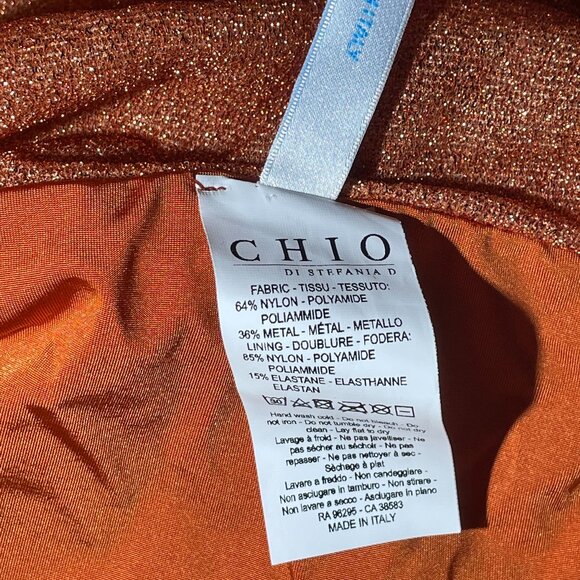 ITALY
CHIO
DI STEFANIA D
FABRIC - TISSU - TESSUTO:
64% NYLON - POLYAMIDE
POLIAMMIDE
36% METAL - MÉTAL - METALLO
LINING - DOUBLURE - FODERA:
85% NYLON - POLYAMIDE
POLIAMMIDE
15% ELASTANE - ELASTHANNE
ELASTAN
Hand wash cold - Do not bleach - Do
not iron - Do not tumble dry - Do not dry
clean - Lay flat to dry
Lavage à froid - Ne pas javelliser - Ne
pas sécher au séchoir - Ne pas
repasser - Ne pas nettoyer à sec -
Séchage à plat
Lavare a freddo - Non candeggiare -
Non asciugare in tamburo - Non stirare -
Non lavare a secco - Asciugare in piano
RA 96295 - CA 38583
MADE IN ITALY